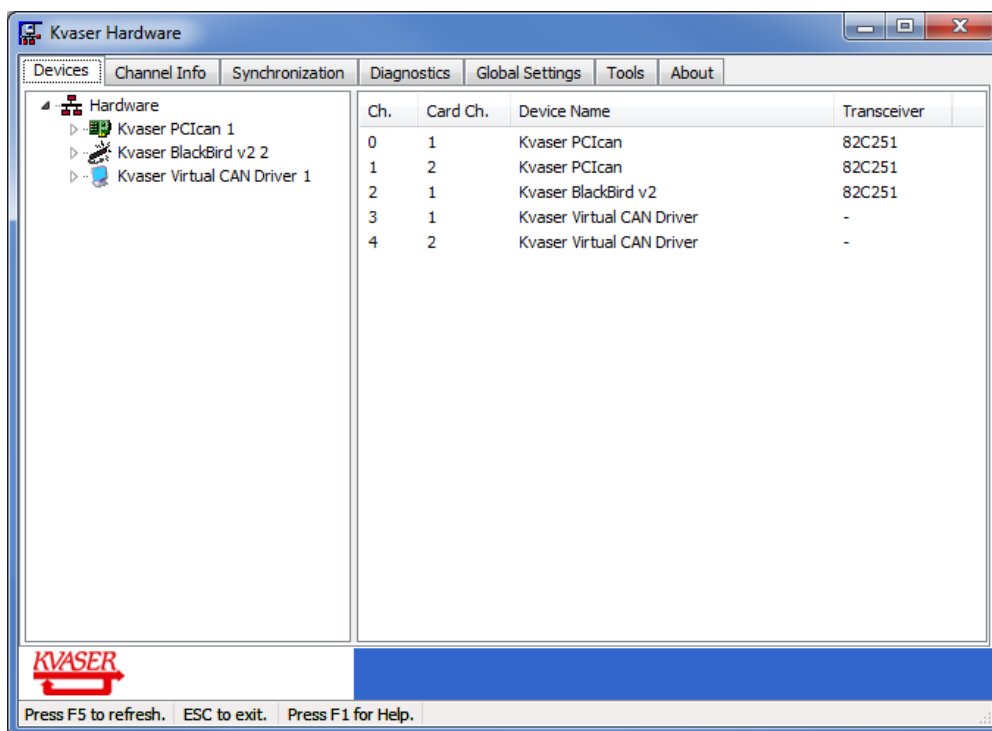 Kvaser Hardware
Devices Channel Info Synchronization Diagnostics Global Settings Tools About
Hardware
Kvaser PCIcan 1
Kvaser BlackBird v2 2
Kvaser Virtual CAN Driver 1
Ch. Card Ch. Device Name Transceiver
0 1 Kvaser PCIcan 82C251
1 2 Kvaser PCIcan 82C251
2 1 Kvaser BlackBird v2 82C251
3 1 Kvaser Virtual CAN Driver -
4 2 Kvaser Virtual CAN Driver -
KVASER
Press F5 to refresh. ESC to exit. Press F1 for Help.